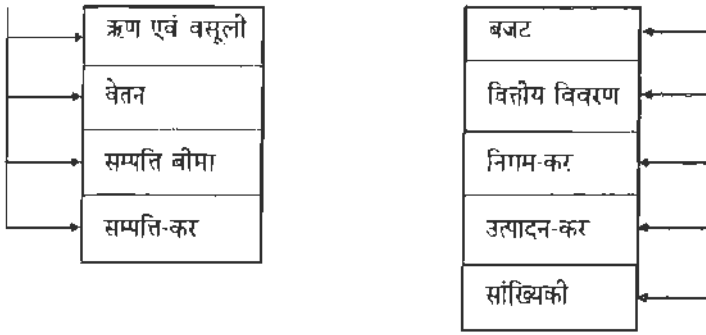 ऋण एवं वसूली
वेतन
सम्पत्ति बीमा
सम्पत्ति-कर
बजट
वित्तीय विवरण
निगम-कर
उत्पादन-कर
सांख्यिकी